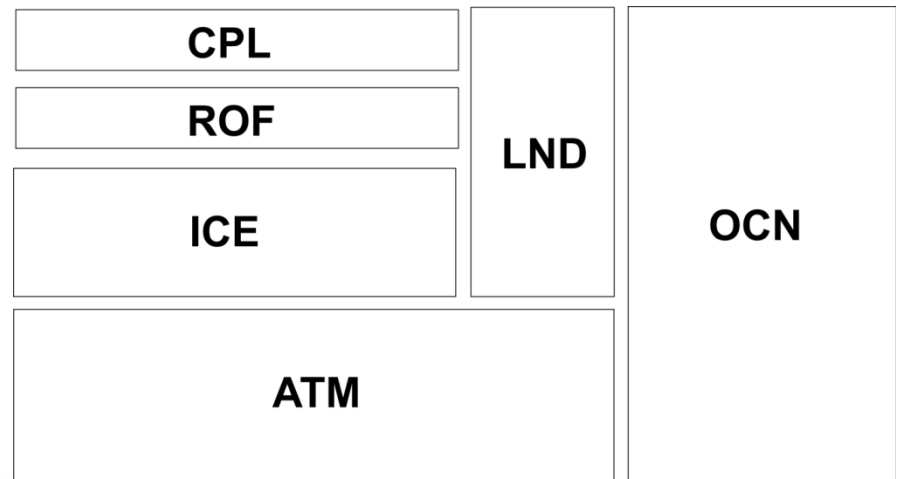 CPL
ROF
LND
ICE
OCN
ATM